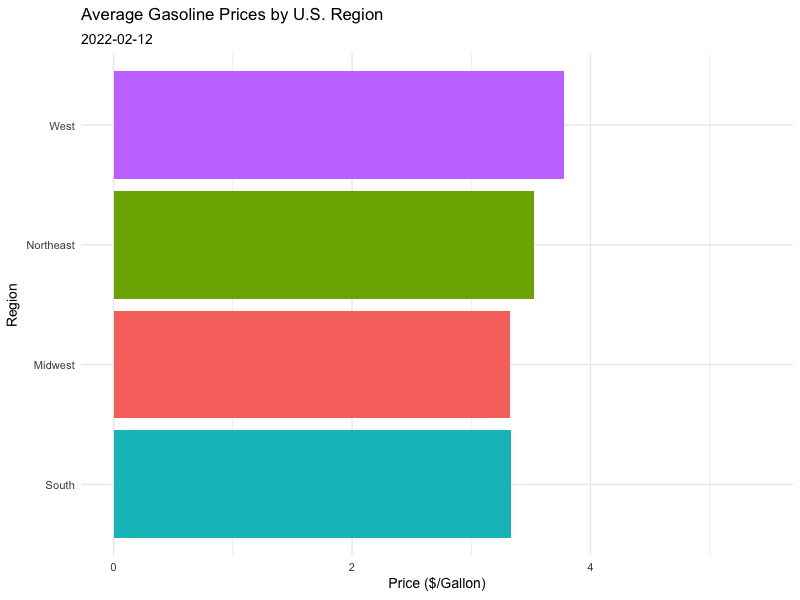 Average Gasoline Prices by U.S. Region
2022-02-12
West
Northeast
Midwest
South
Region
0 2 4
Price ($/Gallon)